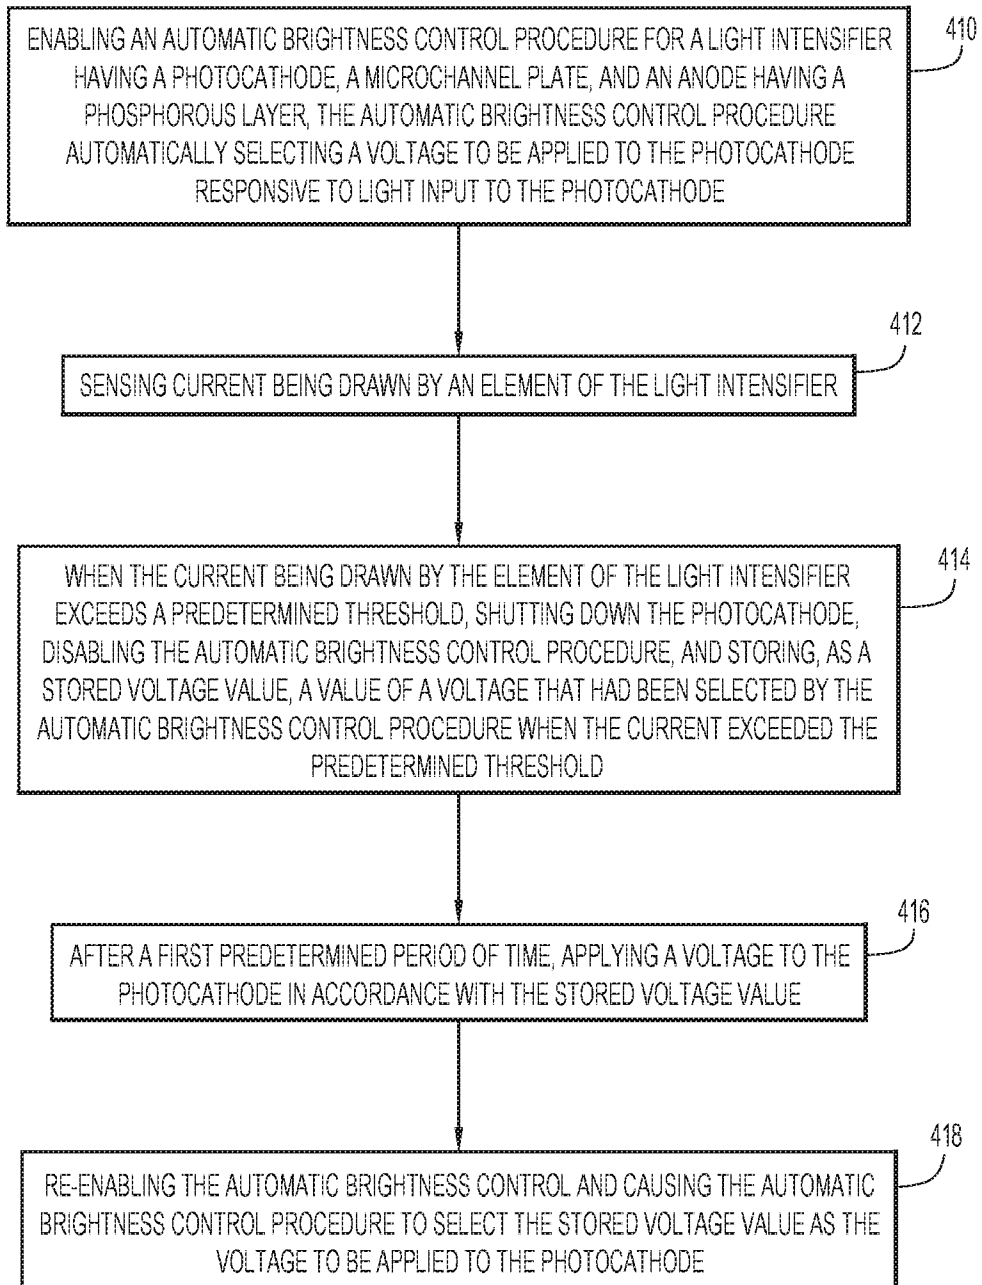 410
ENABLING AN AUTOMATIC BRIGHTNESS CONTROL PROCEDURE FOR A LIGHT INTENSIFIER
HAVING A PHOTOCATHODE, A MICROCHANNEL PLATE, AND AN ANODE HAVING A
PHOSPHOROUS LAYER, THE AUTOMATIC BRIGHTNESS CONTROL PROCEDURE
AUTOMATICALLY SELECTING A VOLTAGE TO BE APPLIED TO THE PHOTOCATHODE
RESPONSIVE TO LIGHT INPUT TO THE PHOTOCATHODE
412
SENSING CURRENT BEING DRAWN BY AN ELEMENT OF THE LIGHT INTENSIFIER
414
WHEN THE CURRENT BEING DRAWN BY THE ELEMENT OF THE LIGHT INTENSIFIER
EXCEEDS A PREDETERMINED THRESHOLD, SHUTTING DOWN THE PHOTOCATHODE,
DISABLING THE AUTOMATIC BRIGHTNESS CONTROL PROCEDURE, AND STORING, AS A
STORED VOLTAGE VALUE, A VALUE OF A VOLTAGE THAT HAD BEEN SELECTED BY THE
AUTOMATIC BRIGHTNESS CONTROL PROCEDURE WHEN THE CURRENT EXCEEDED THE
PREDETERMINED THRESHOLD
416
AFTER A FIRST PREDETERMINED PERIOD OF TIME, APPLYING A VOLTAGE TO THE
PHOTOCATHODE IN ACCORDANCE WITH THE STORED VOLTAGE VALUE
418
RE-ENABLING THE AUTOMATIC BRIGHTNESS CONTROL AND CAUSING THE AUTOMATIC
BRIGHTNESS CONTROL PROCEDURE TO SELECT THE STORED VOLTAGE VALUE AS THE
VOLTAGE TO BE APPLIED TO THE PHOTOCATHODE